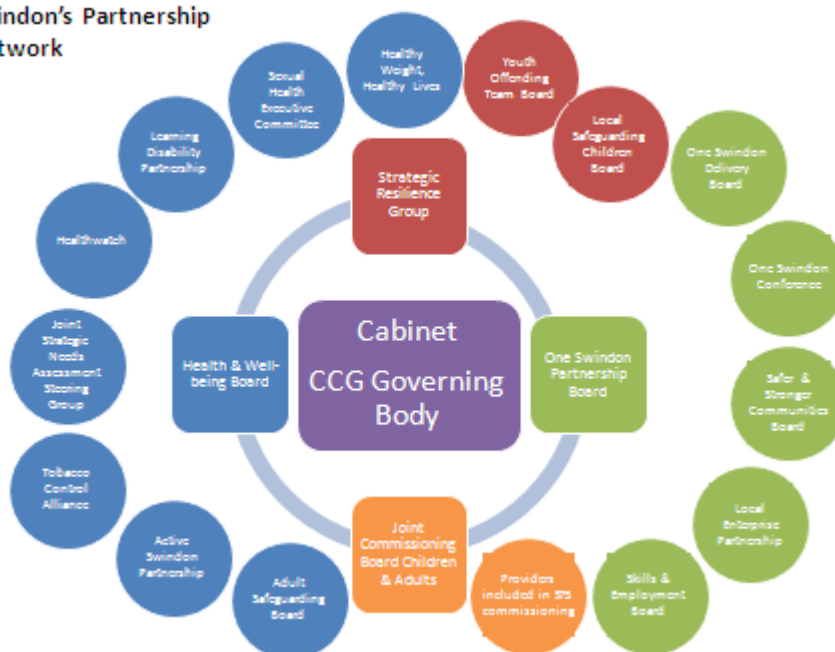 indon's Partnership
twork
Healthy
Weight,
Healthy Lives
Youth
Offending
Team Board
Sexual
Health
Executive
Committee
Local
Safeguarding
Children
Board
Learning
Disability
Partnership
One Swindon
Delivery
Board
Strategic
Resilience
Group
Healthwatch
One Swindon
Conference
Joint
Strategic
Needs
Assessment
Steering
Group
Health & Well-
being Board
Cabinet
CCG Governing
Body
One Swindon
Partnership
Board
Safer &
Stronger
Communities
Board
Tobacco
Control
Alliance
Local
Enterprise
Partnership
Active
Swindon
Partnership
Joint
Commissioning
Board Children
& Adults
Adult
Safeguarding
Board
Providers
included in S75
commissioning
Skills &
Employment
Board